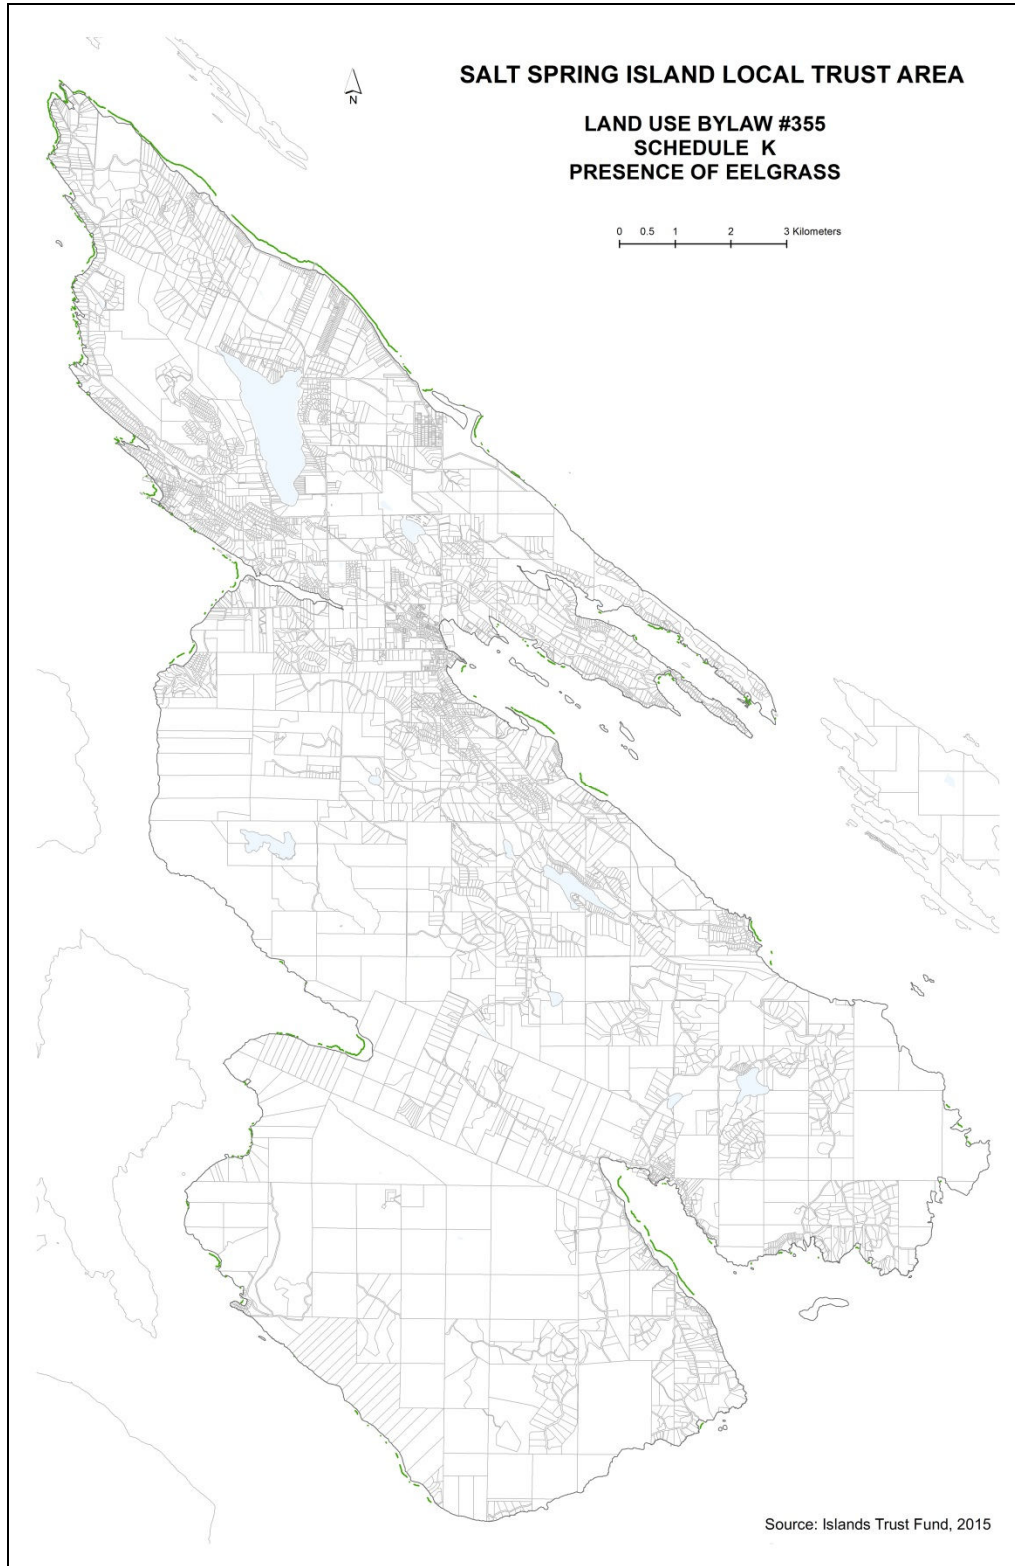 SALT SPRING ISLAND LOCAL TRUST AREA
N
LAND USE BYLAW #355
SCHEDULE K
PRESENCE OF EELGRASS
0 0.5 1 2 3 Kilometers
Source: Islands Trust Fund, 2015